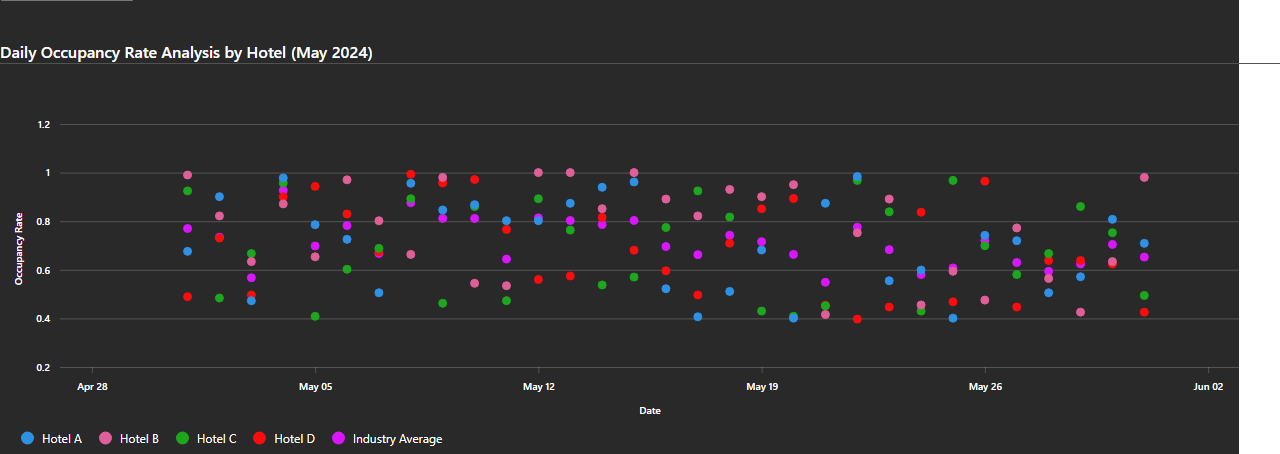 Daily Occupancy Rate Analysis by Hotel (May 2024)
1.2
1
0.8
0.6
0.4
0.2
Occupancy Rate
Apr 28 May 05 May 12 May 19 May 26 Jun 02
Date
Hotel A Hotel B Hotel C Hotel D Industry Average